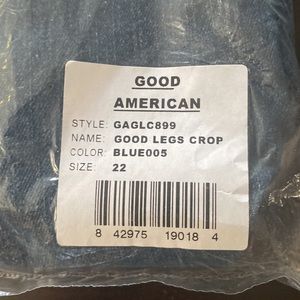 GOOD
AMERICAN
STYLE: GAGLC899
NAME: GOOD LEGS CROP
COLOR: BLUE005
SIZE: 22
8 42975 19018 4